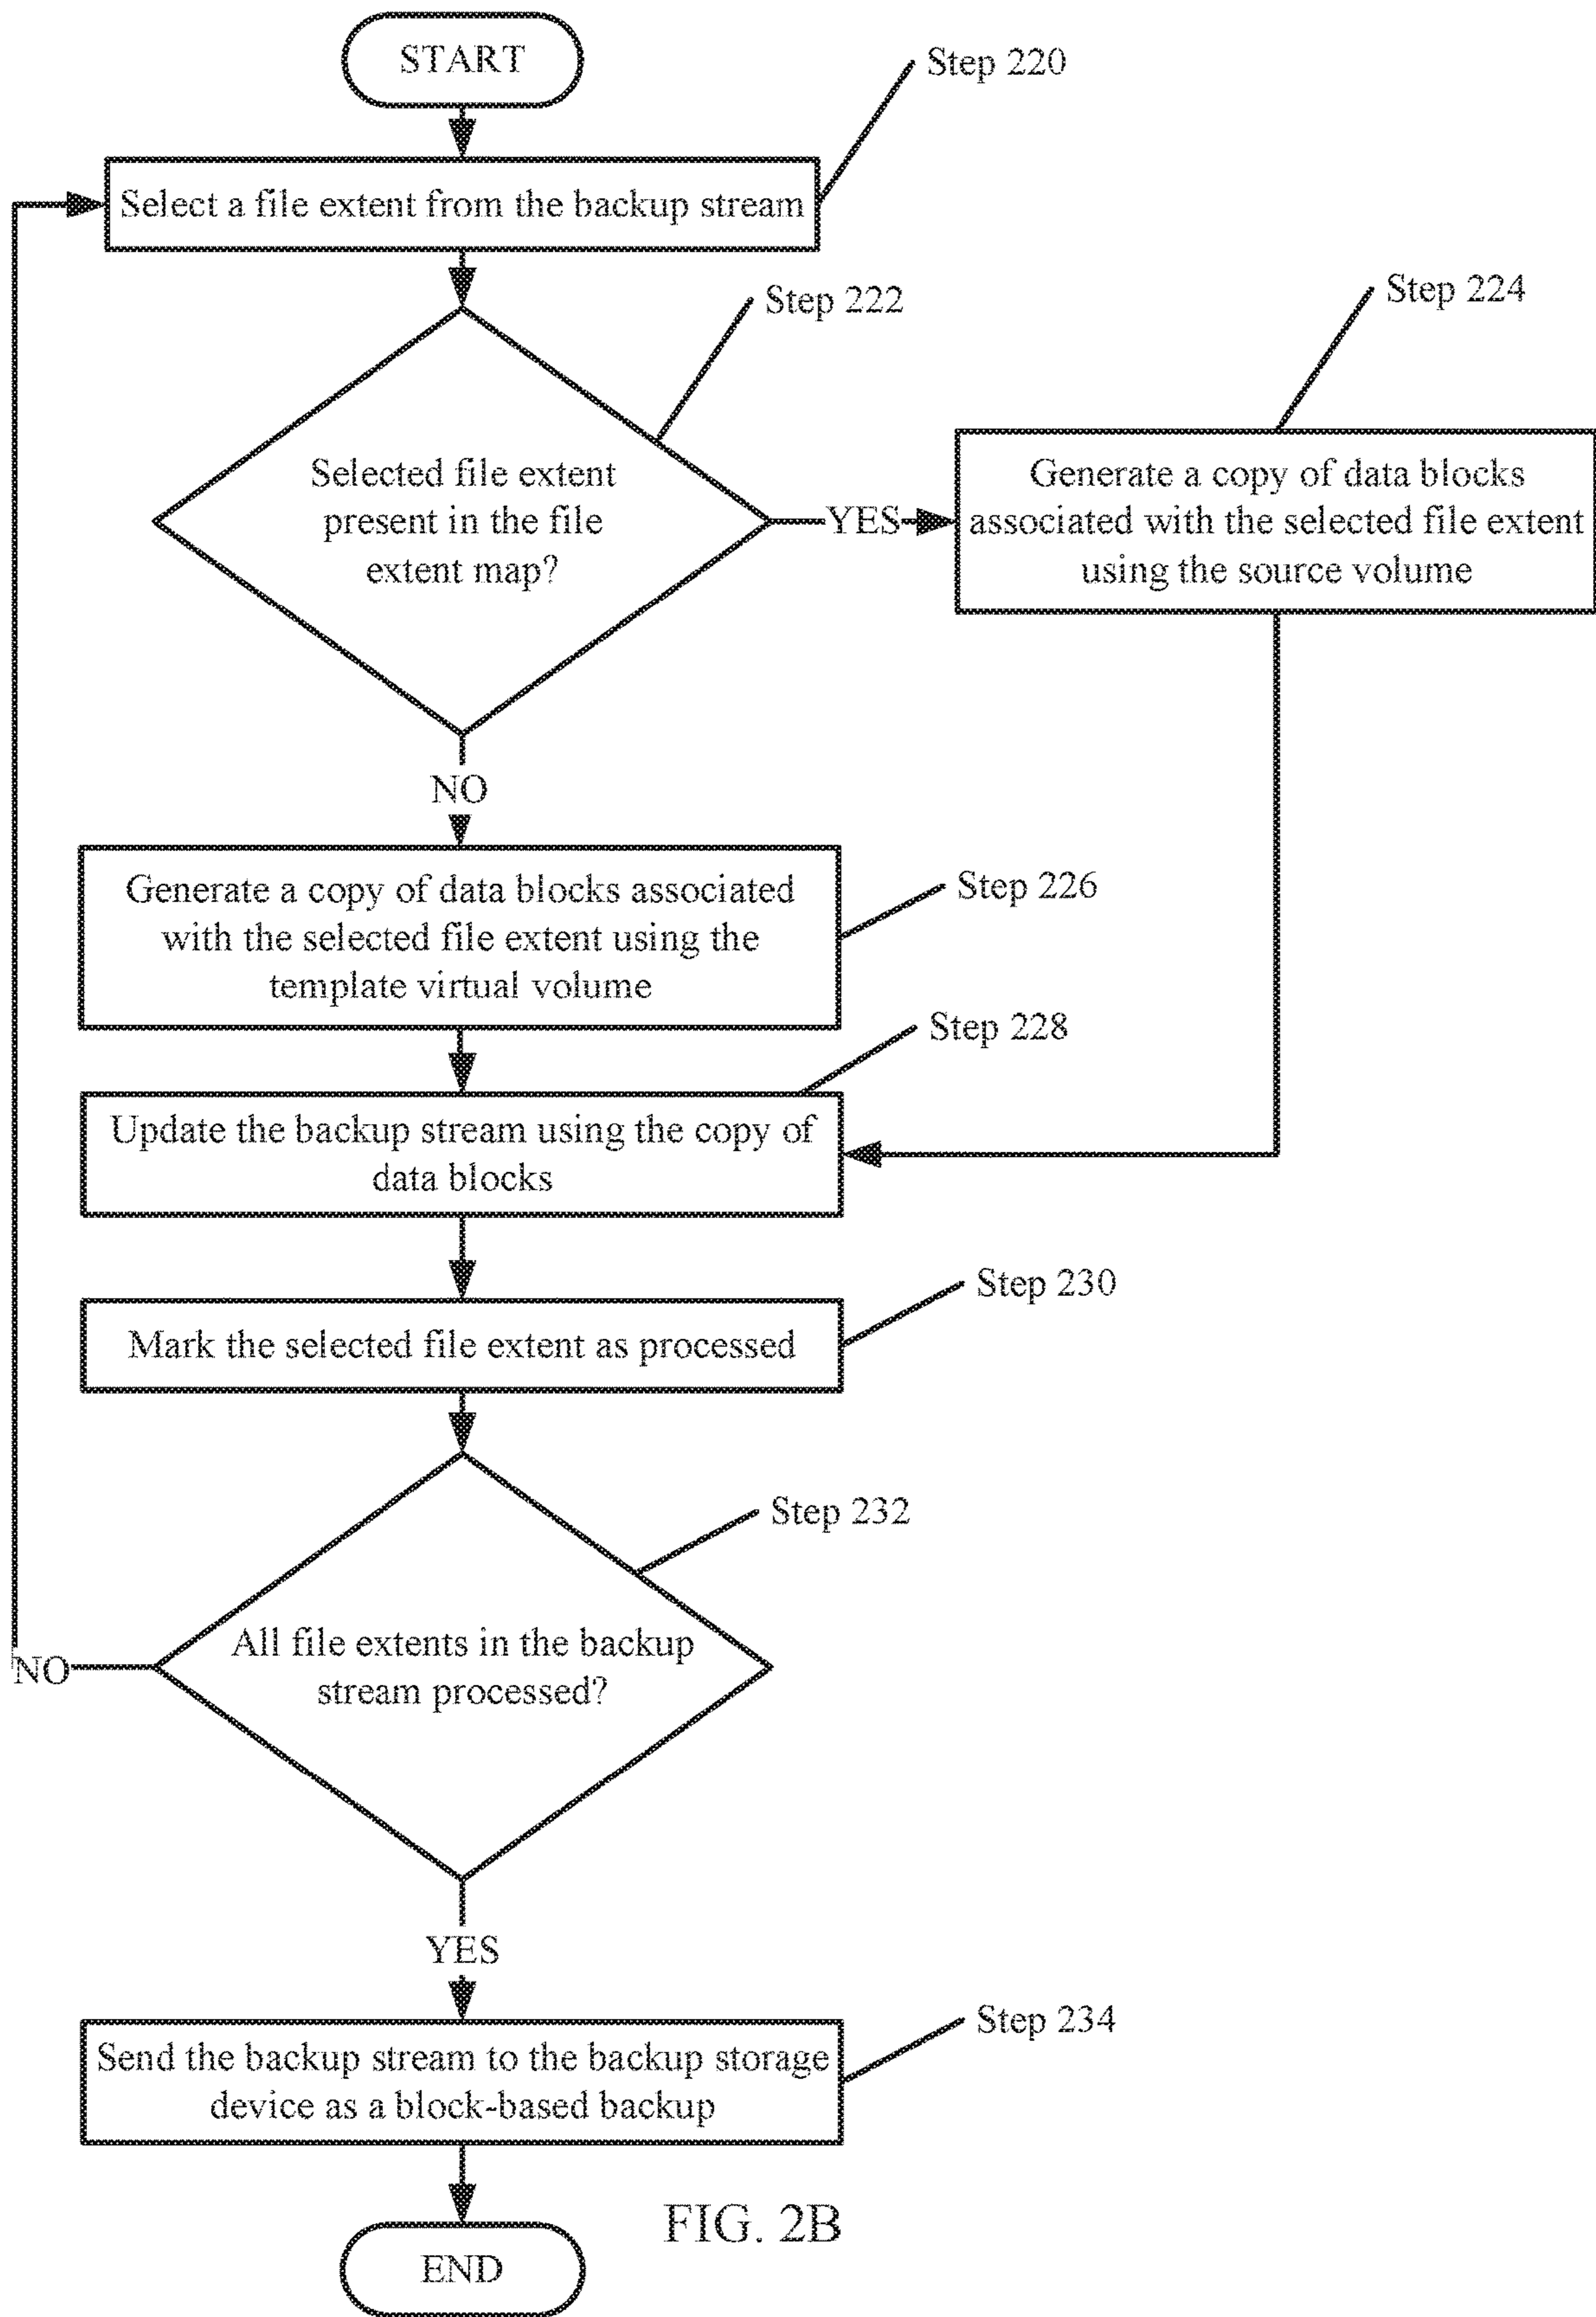 START
Step 220
Select a file extent from the backup stream
Step 222
Step 224
Selected file extent
present in the file
extent map?
YES
Generate a copy of data blocks
associated with the selected file extent
using the source volume
NO
Generate a copy of data blocks associated
with the selected file extent using the
template virtual volume
Step 226
Step 228
Update the backup stream using the copy of
data blocks
Step 230
Mark the selected file extent as processed
Step 232
All file extents in the backup
stream processed?
NO
YES
Step 234
Send the backup stream to the backup storage
device as a block-based backup
FIG. 2B
END